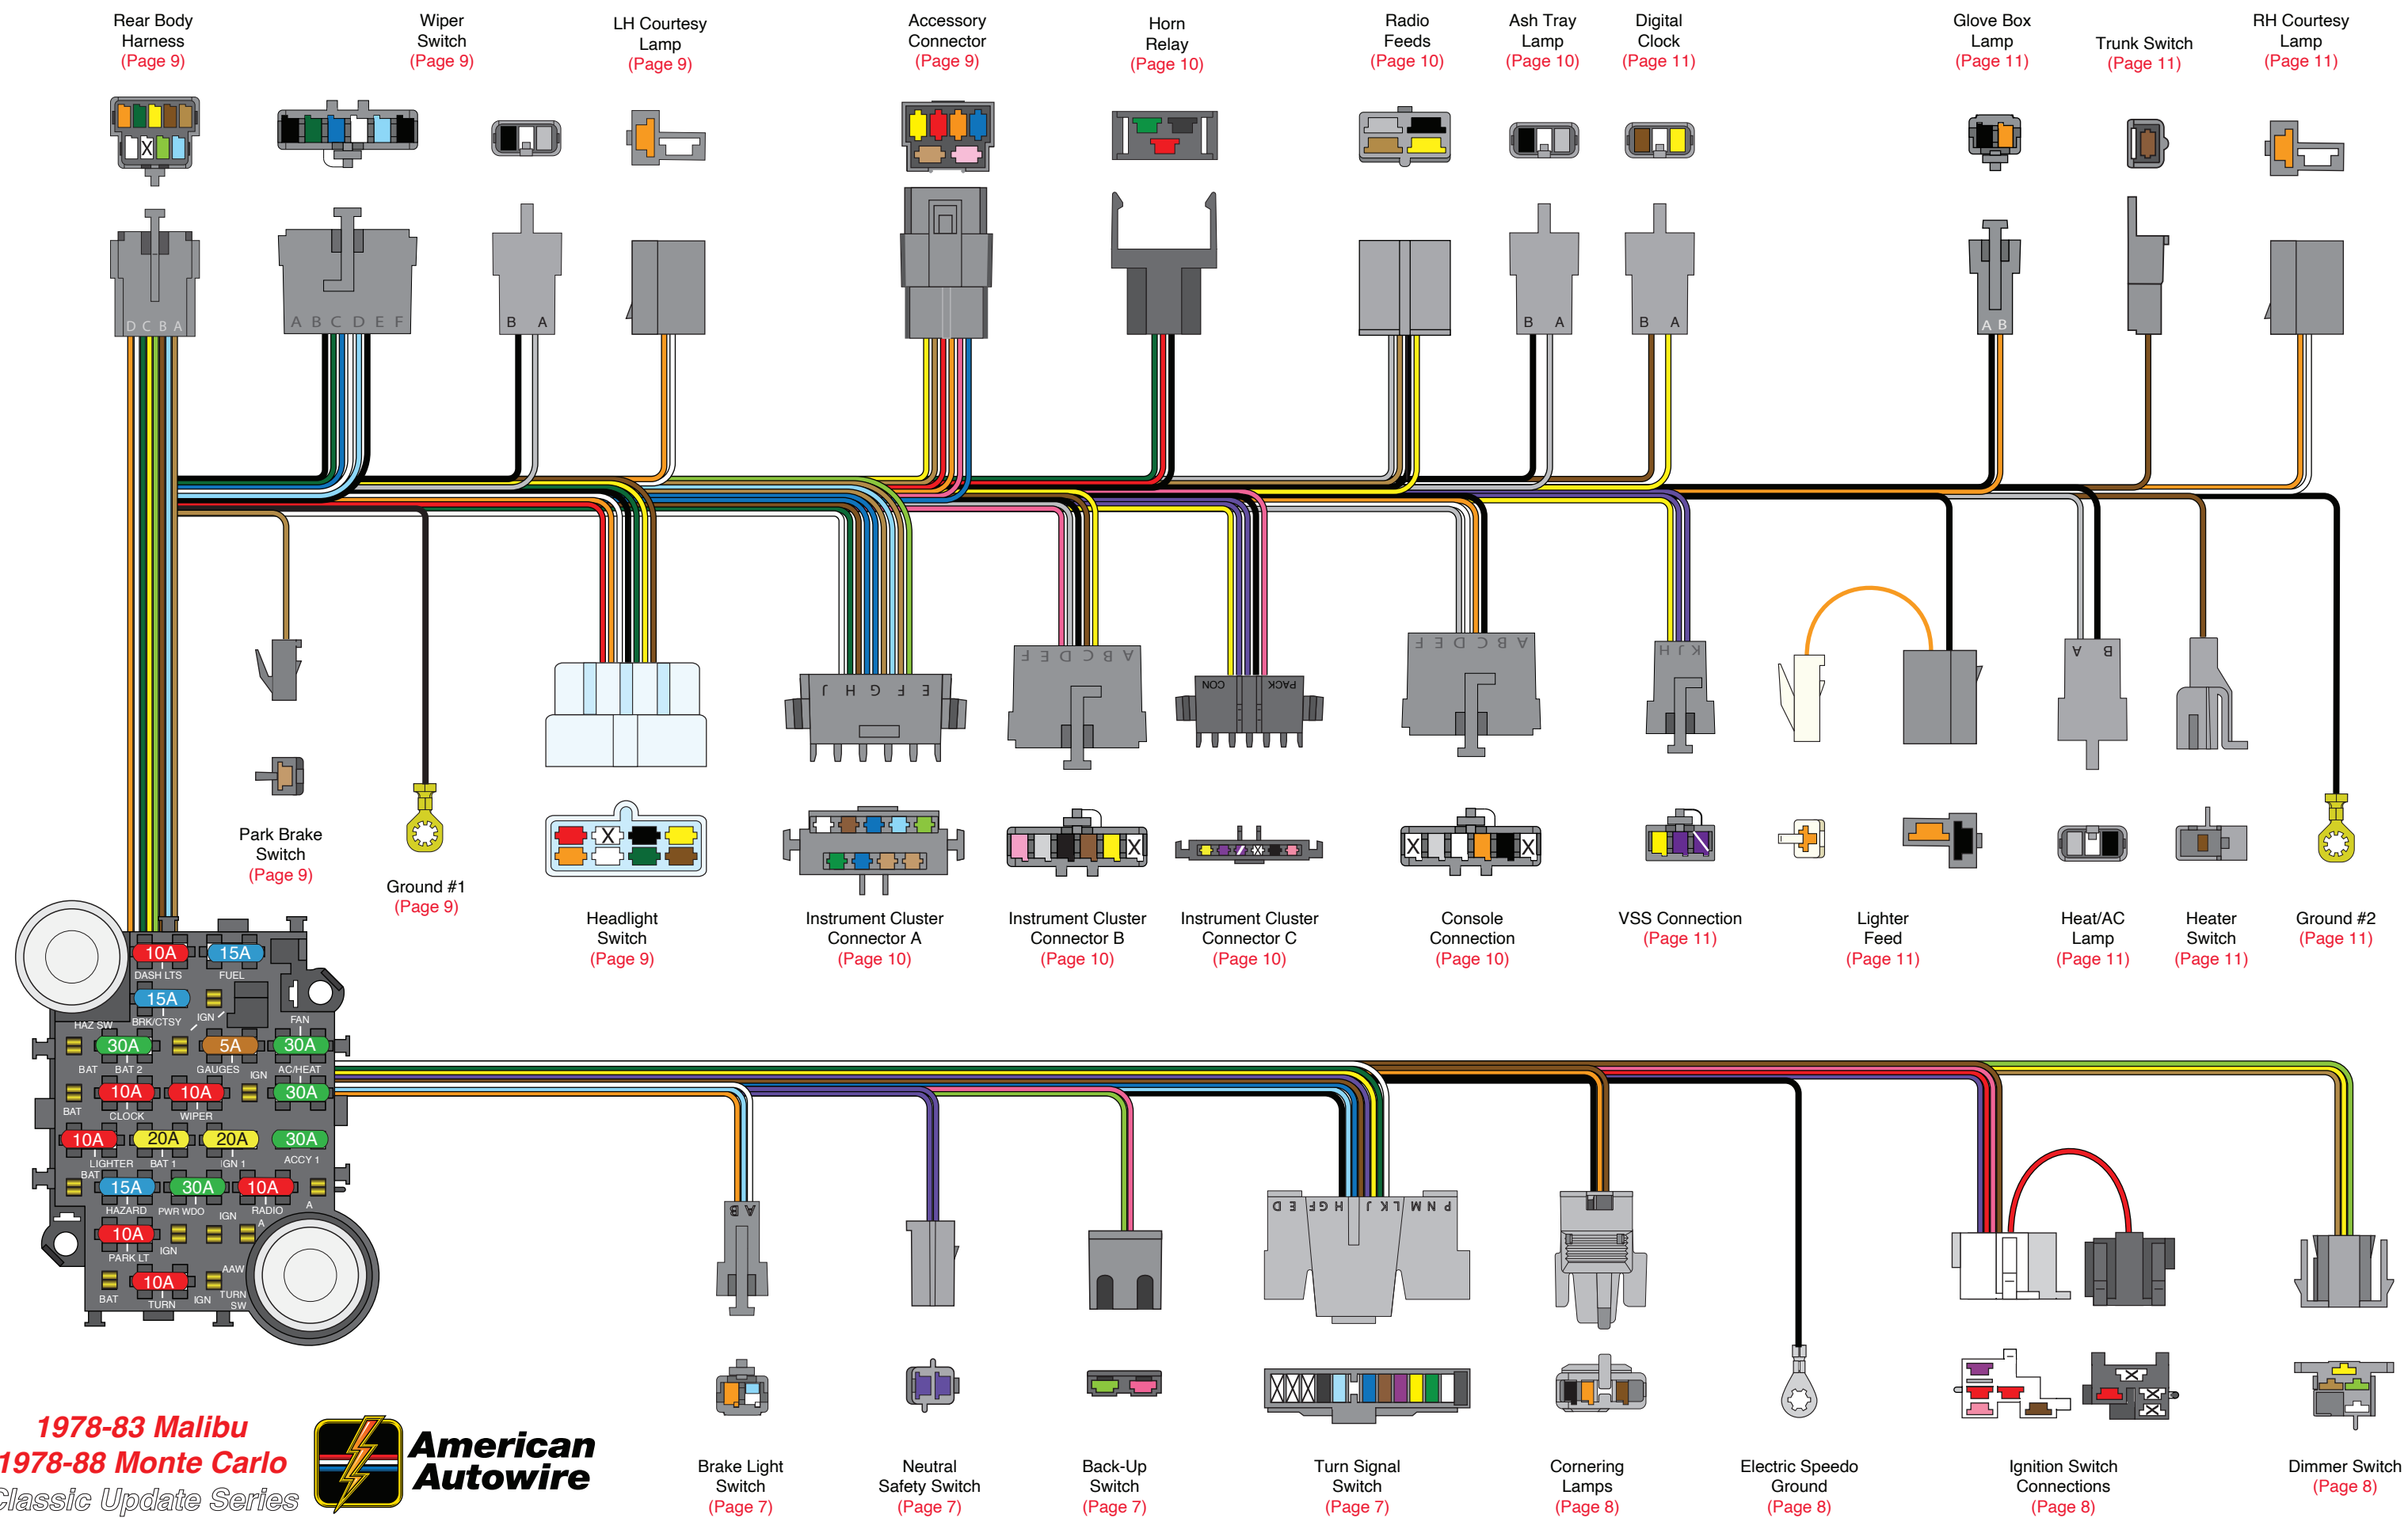 Rear Body
Harness
(Page 9)
Wiper
Switch
(Page 9)
LH Courtesy
Lamp
(Page 9)
Accessory
Connector
(Page 9)
Horn
Relay
(Page 10)
Radio
Feeds
(Page 10)
Ash Tray
Lamp
(Page 10)
Digital
Clock
(Page 11)
Glove Box
Lamp
(Page 11)
Trunk Switch
(Page 11)
RH Courtesy
Lamp
(Page 11)
X
D C B A
A B C D E F
B A
B A
B A
A B
J H G F E
F E D C B A
CON PACK
F E D C B A
H J K
A B
X
X
X
X X
Park Brake
Switch
(Page 9)
Ground #1
(Page 9)
Headlight
Switch
(Page 9)
Instrument Cluster
Connector A
(Page 10)
Instrument Cluster
Connector B
(Page 10)
Instrument Cluster
Connector C
(Page 10)
Console
Connection
(Page 10)
VSS Connection
(Page 11)
Lighter
Feed
(Page 11)
Heat/AC
Lamp
(Page 11)
Heater
Switch
(Page 11)
Ground #2
(Page 11)
10A 15A
DASH LTS FUEL
15A
HAZ SW BRK/CTSY IGN FAN
30A 5A 30A
BAT BAT 2 GAUGES IGN AC/HEAT
10A 10A 30A
BAT CLOCK WIPER
10A 20A 20A 30A
LIGHTER BAT 1 IGN 1 ACCY 1
BAT
15A 30A 10A
HAZARD PWR WDO IGN RADIO A
A
10A
PARK LT IGN
AAW
10A
BAT TURN IGN TURN
SW
B A
D E F G H J K L M N P
X X X
X
X
X
X
1978-83 Malibu
1978-88 Monte Carlo
Classic Update Series
American
Autowire
Brake Light
Switch
(Page 7)
Neutral
Safety Switch
(Page 7)
Back-Up
Switch
(Page 7)
Turn Signal
Switch
(Page 7)
Cornering
Lamps
(Page 8)
Electric Speedo
Ground
(Page 8)
Ignition Switch
Connections
(Page 8)
Dimmer Switch
(Page 8)